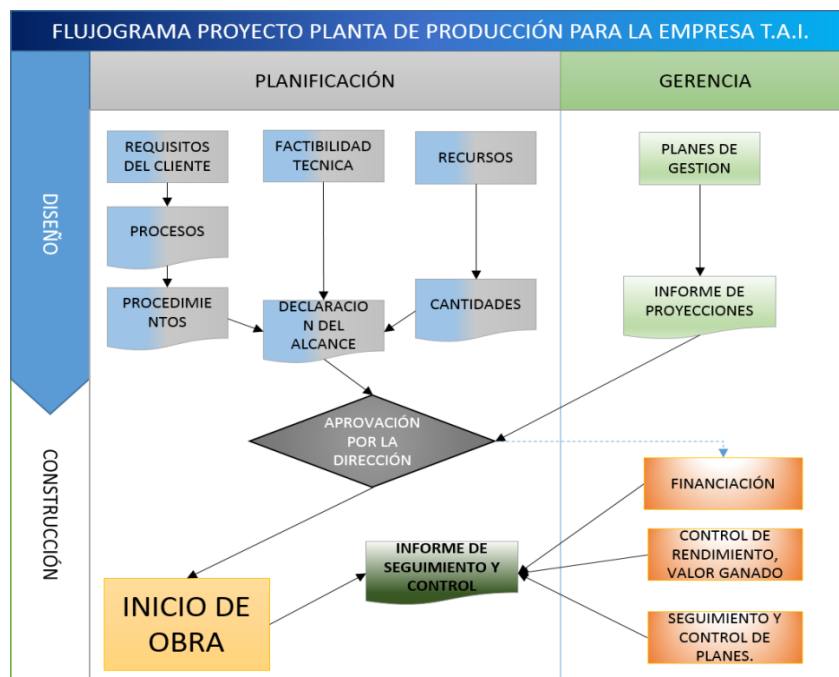 FLUJOGRAMA PROYECTO PLANTA DE PRODUCCIÓN PARA LA EMPRESA T.A.I.
PLANIFICACIÓN
GERENCIA
DISEÑO
REQUISITOS
DEL CLIENTE
FACTIBILIDAD
TECNICA
RECURSOS
PLANES DE
GESTION
PROCESOS
PROCEDIMIE
NTOS
DECLARACIO
N DEL
ALCANCE
CANTIDADES
INFORME DE
PROYECCIONES
CONSTRUCCIÓN
APROVACIÓN
POR LA
DIRECCIÓN
FINANCIACIÓN
INFORME DE
SEGUIMIENTO Y
CONTROL
CONTROL DE
RENDIMIENTO,
VALOR GANADO
INICIO DE
OBRA
SEGUIMIENTO Y
CONTROL DE
PLANES.